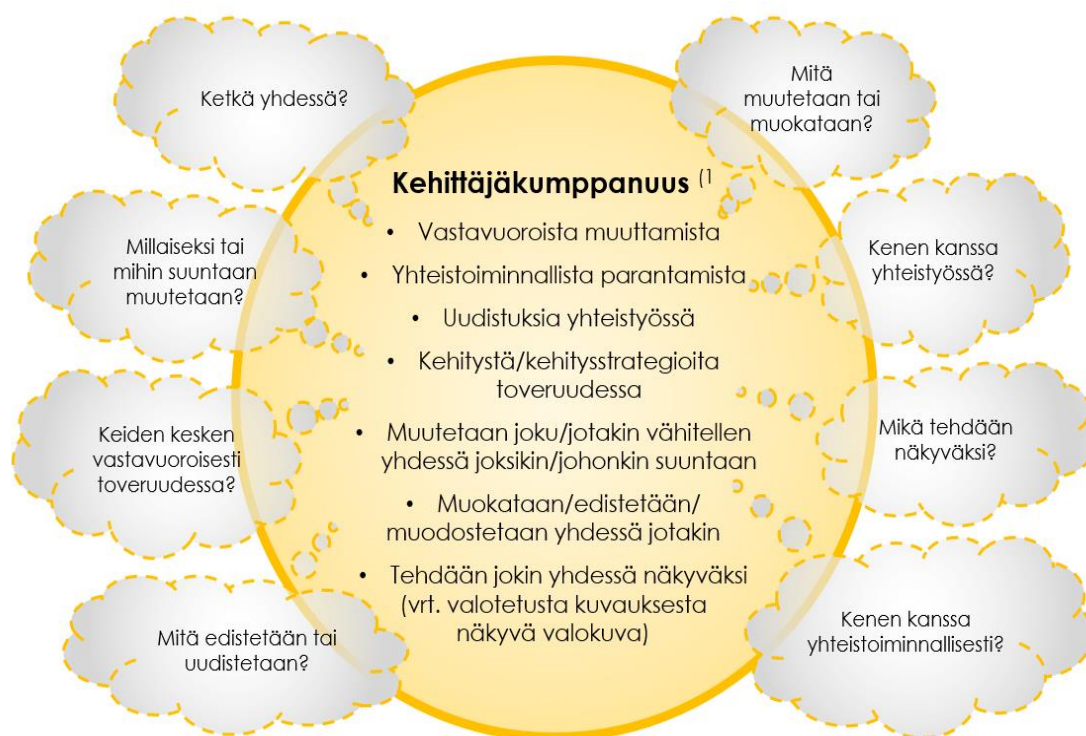 Ketkä yhdessä?
Mitä
muutetaan tai
muokataan?
Millaiseksi tai
mihin suuntaan
muutetaan?
Kenen kanssa
yhteistyössä?
Keiden kesken
vastavuoroisesti
toveruudessa?
Mikä tehdään
näkyväksi?
Mitä edistetään tai
uudistetaan?
Kenen kanssa
yhteistoiminnallisesti?
Kehittäjäkumppanuus (1
• Vastavuoroista muuttamista
• Yhteistoiminnallista parantamista
• Uudistuksia yhteistyössä
• Kehitystä/kehitysstrategioita
toveruudessa
• Muutetaan joku/jotakin vähitellen
yhdessä joksikin/johonkin suuntaan
• Muokataan/edistetään/
muodostetaan yhdessä jotakin
• Tehdään jokin yhdessä näkyväksi
(vrt. valotetusta kuvauksesta
näkyvä valokuva)